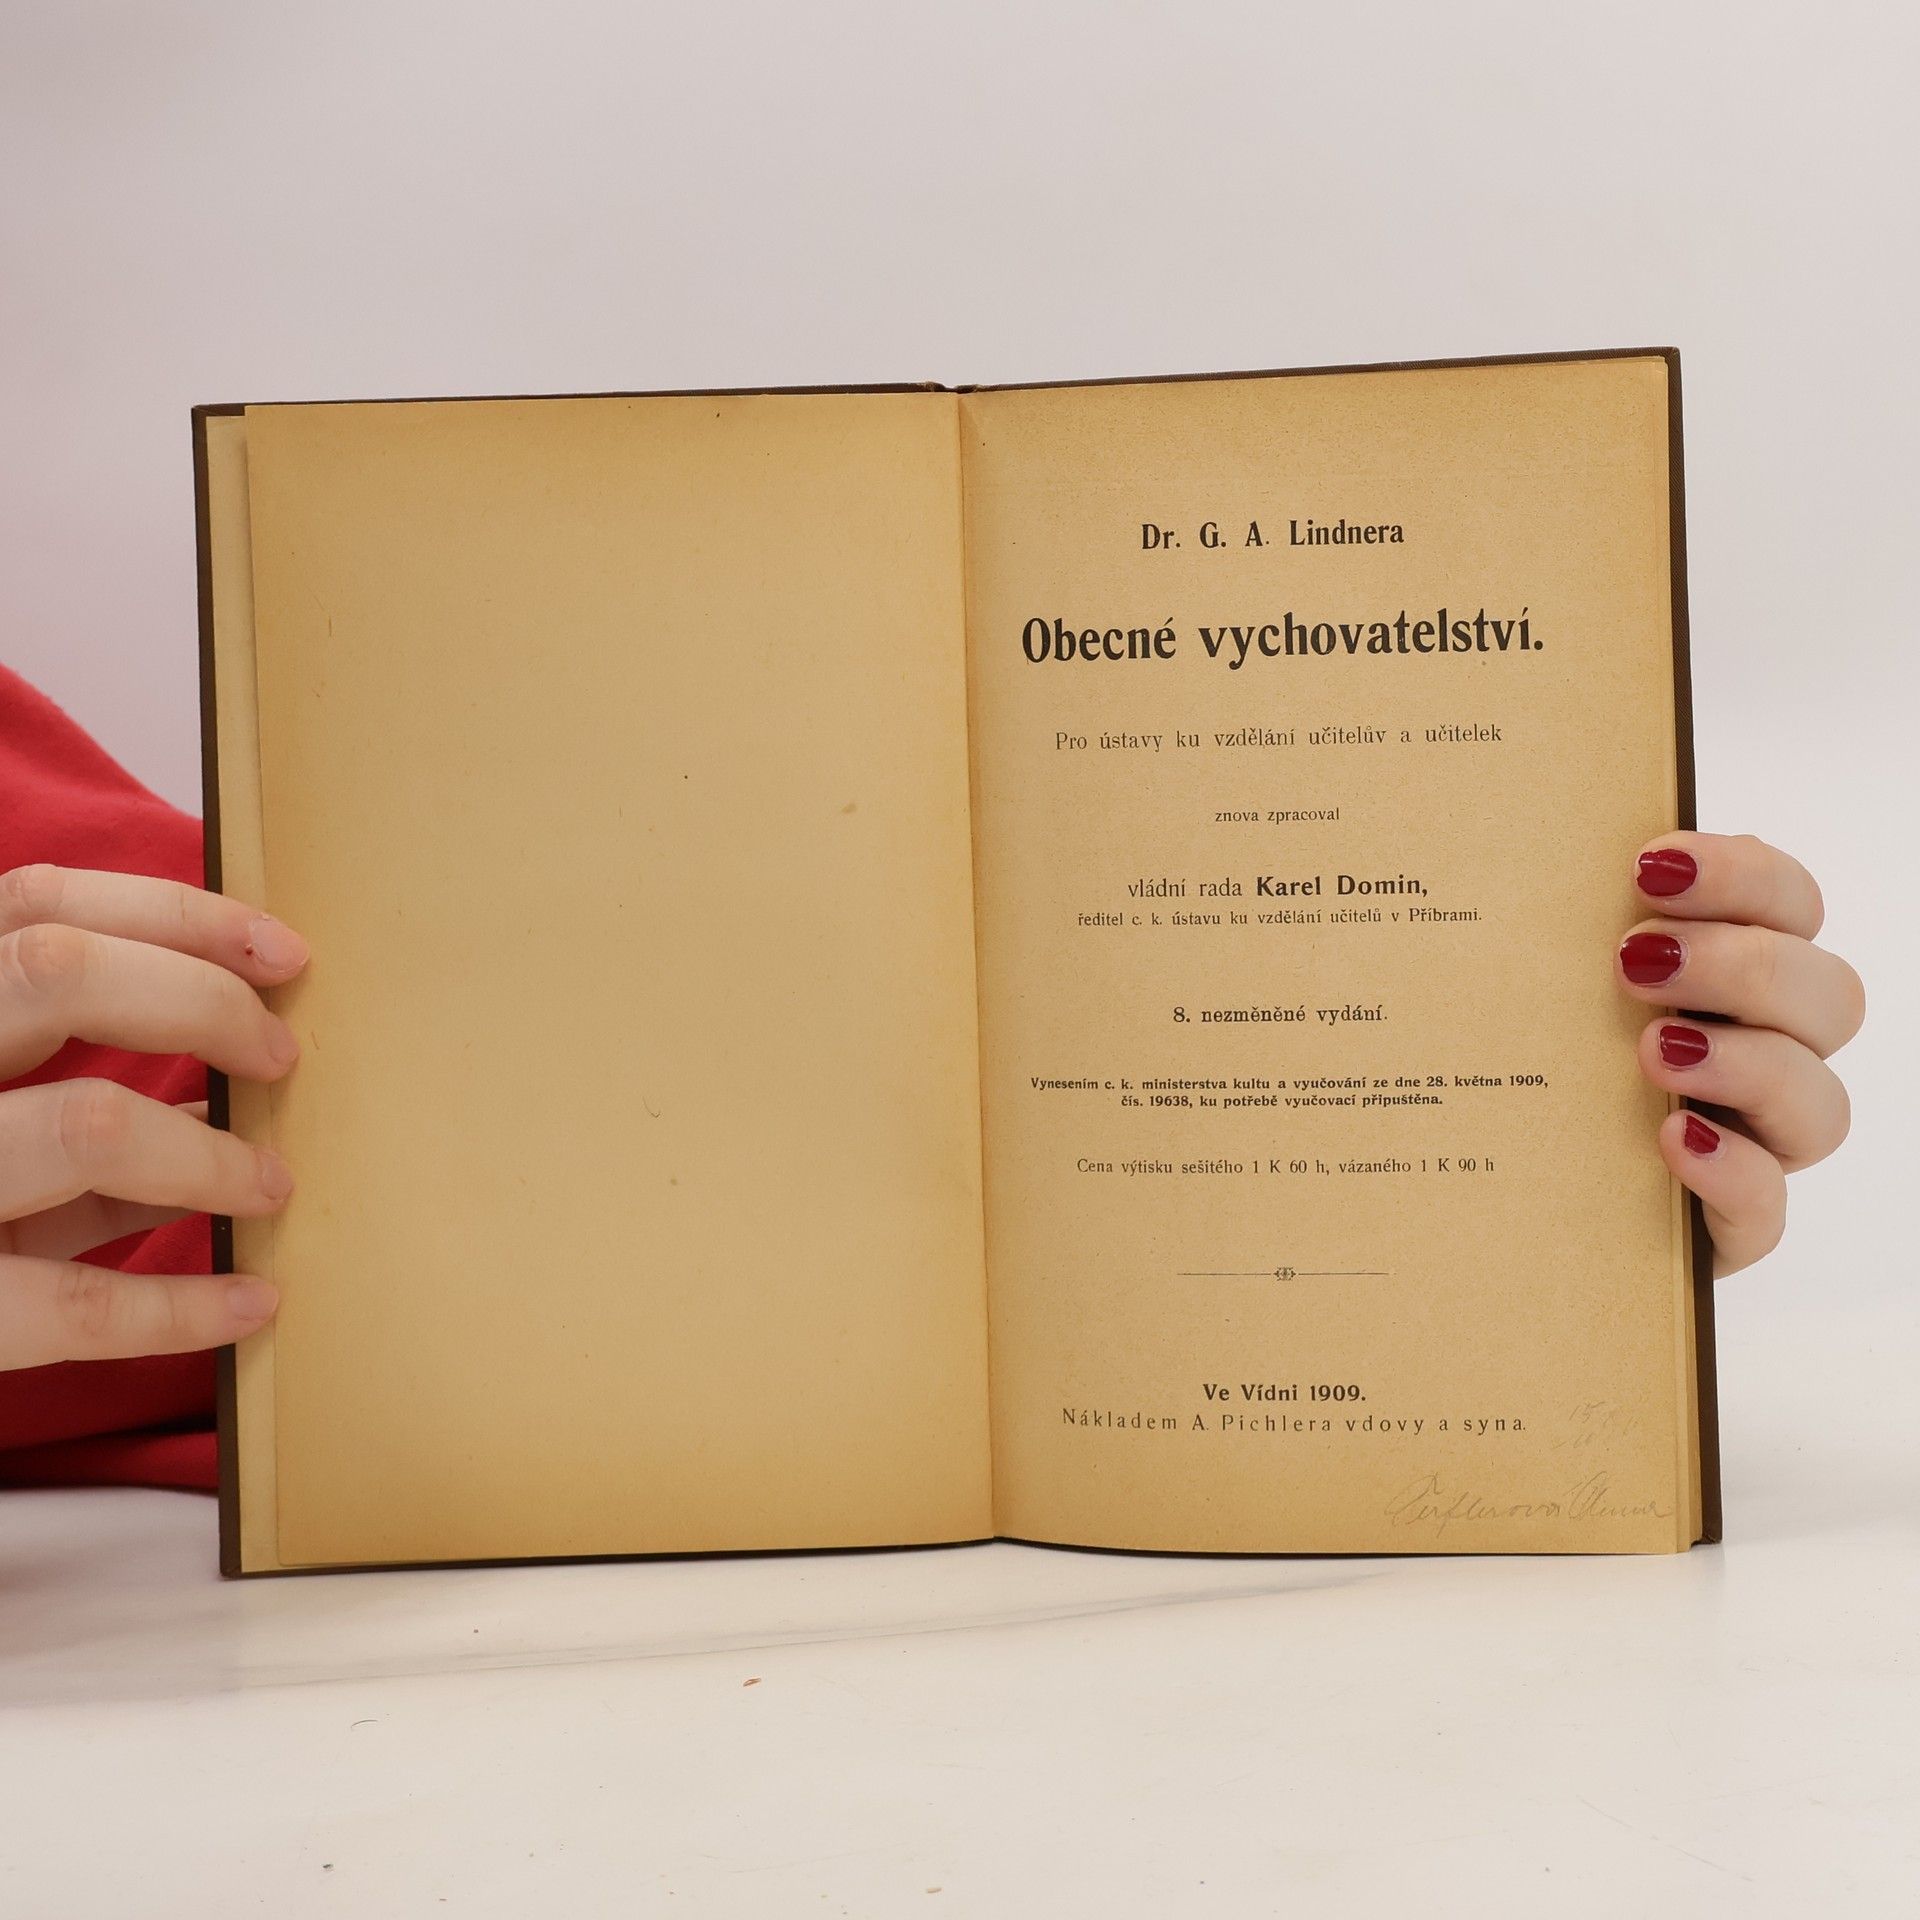 Dr. G. A. Lindnera
Obecné vychovatelství.
Pro ústavy ku vzdělání učitelův a učitelek
znova zpracoval
vládní rada Karel Domin,
ředitel c. k. ústavu ku vzdělání učitelů v Příbrami.
8. nezměněné vydání.
Vynesením c. k. ministerstva kultu a vyučování ze dne 28. května 1909,
čís. 19638, ku potřebě vyučovací připuštěna.
Cena výtisku sešitého 1 K 60 h, vázaného 1 K 90 h
Ve Vídni 1909.
Nákladem A. Pichlera vdovy a syna.